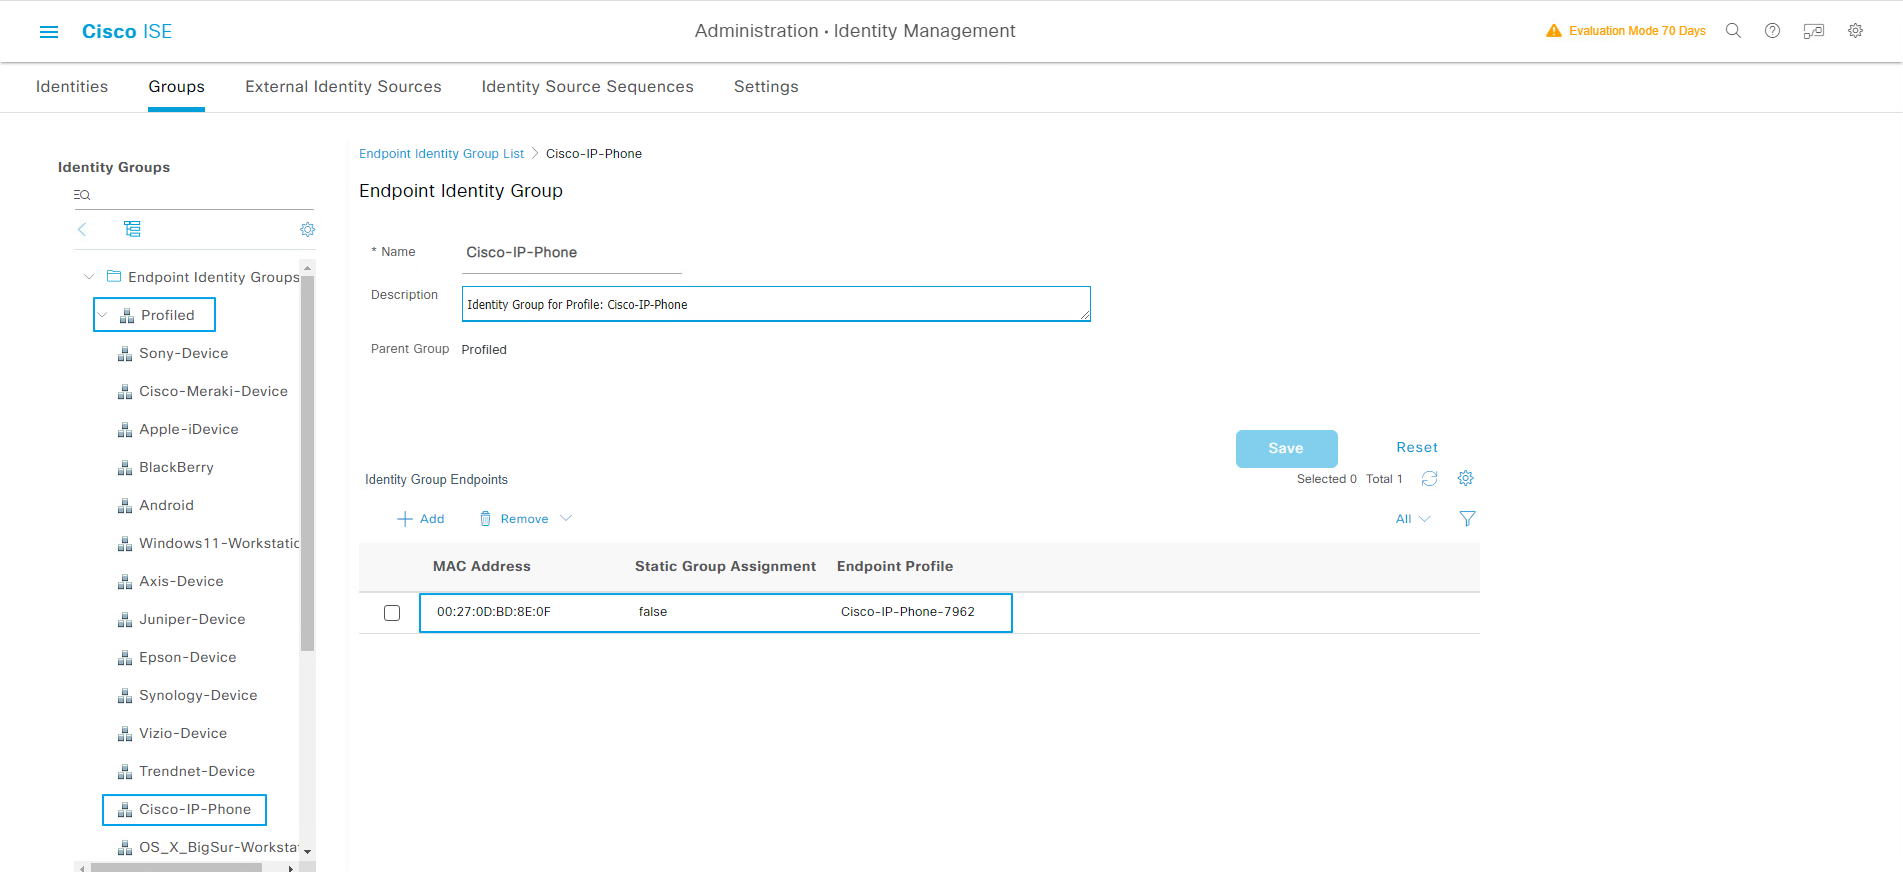 Cisco ISE
Administration · Identity Management
Evaluation Mode 70 Days
Identities
Groups
External Identity Sources
Identity Source Sequences
Settings
Identity Groups
Endpoint Identity Groups
Profiled
Sony-Device
Cisco-Meraki-Device
Apple-iDevice
BlackBerry
Android
Windows11-Workstatio
Axis-Device
Juniper-Device
Epson-Device
Synology-Device
Vizio-Device
Trendnet-Device
Cisco-IP-Phone
OS_X_BigSur-Workstat
Endpoint Identity Group List > Cisco-IP-Phone
Endpoint Identity Group
* Name Cisco-IP-Phone
Description Identity Group for Profile: Cisco-IP-Phone
Parent Group Profiled
Save Reset
Identity Group Endpoints
Selected 0 Total 1
Add Remove
All
MAC Address Static Group Assignment Endpoint Profile
00:27:0D:BD:8E:0F false Cisco-IP-Phone-7962